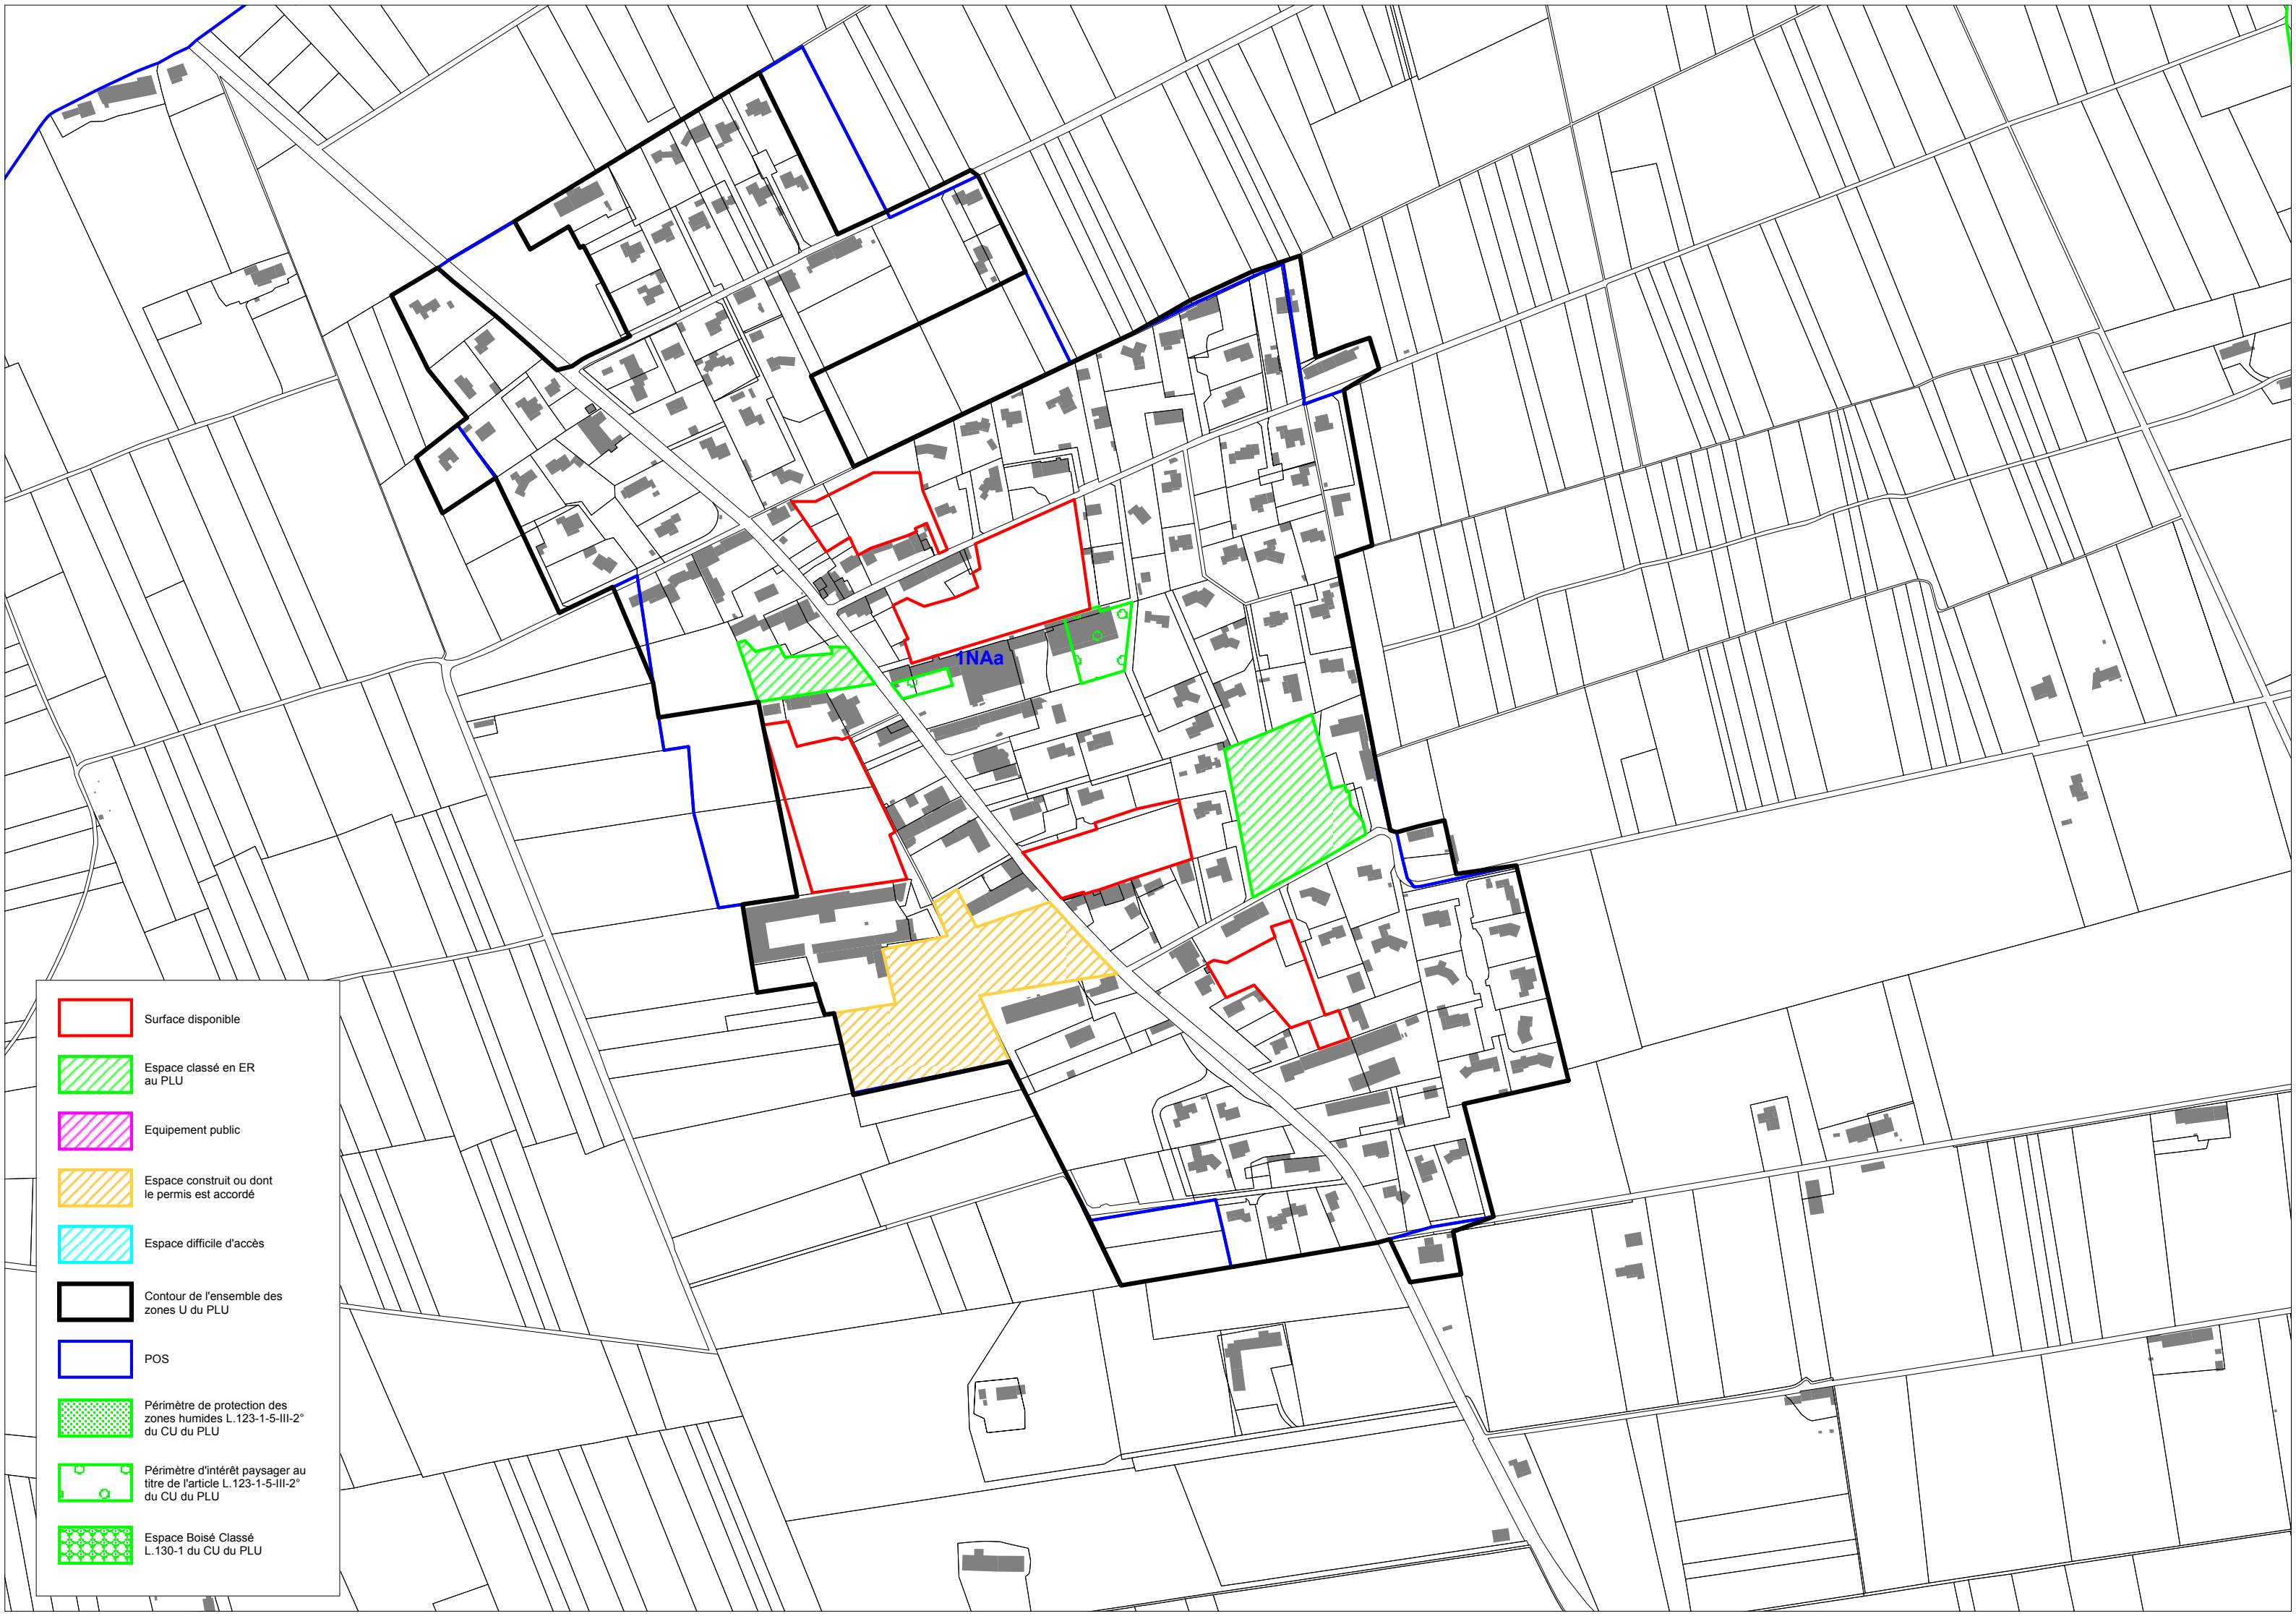 1NAa
Surface disponible
Espace classé en ER
au PLU
Equipement public
Espace construit ou dont
le permis est accordé
Espace difficile d'accès
Contour de l'ensemble des
zones U du PLU
POS
Périmètre de protection des
zones humides L.123-1-5-III-2°
du CU du PLU
Périmètre d'intérêt paysager au
titre de l'article L.123-1-5-III-2°
du CU du PLU
Espace Boisé Classé
L.130-1 du CU du PLU